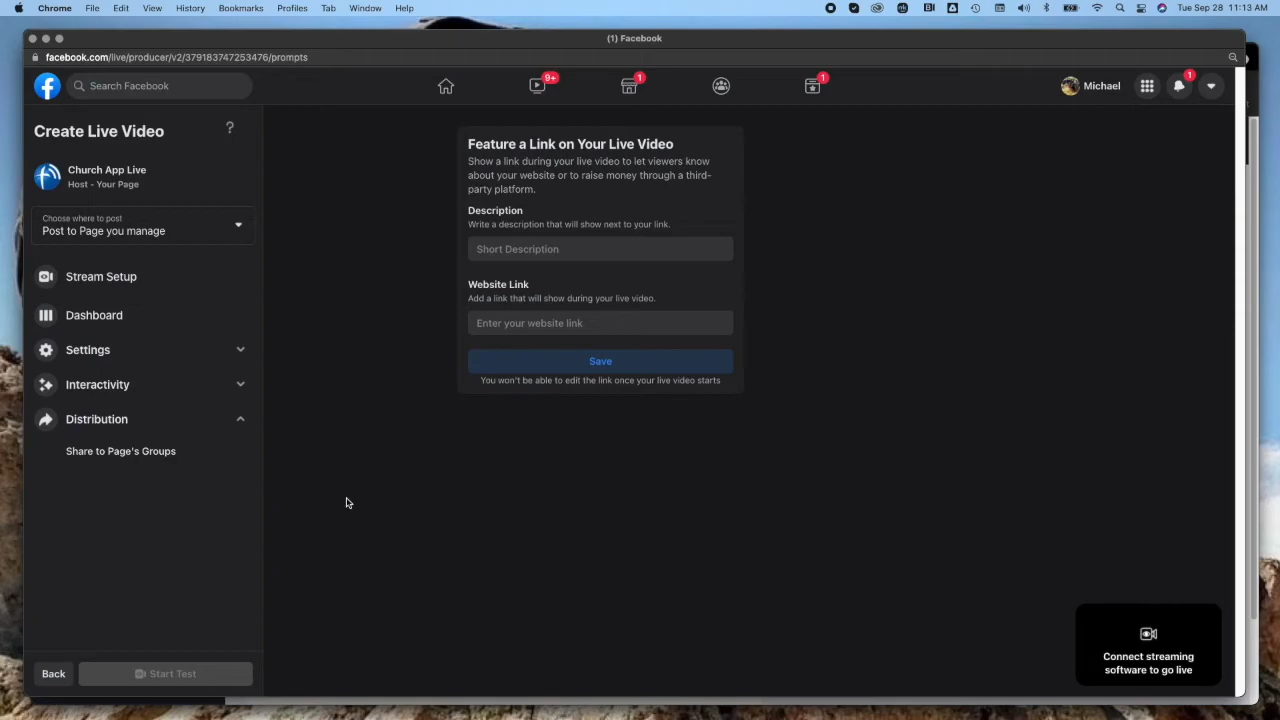 Chrome File Edit View History Bookmarks Profiles Tab Window Help
Tue Sep 28 11:13 AM
(1) Facebook
facebook.com/live/producer/v2/379183747253476/prompts
Search Facebook
9+
1
1
Michael
1
Create Live Video
?
Church App Live
Host - Your Page
Choose where to post
Post to Page you manage
Stream Setup
Dashboard
Settings
Interactivity
Distribution
Share to Page's Groups
Back
Start Test
Feature a Link on Your Live Video
Show a link during your live video to let viewers know
about your website or to raise money through a third-
party platform.
Description
Write a description that will show next to your link.
Short Description
Website Link
Add a link that will show during your live video.
Enter your website link
Save
You won't be able to edit the link once your live video starts
Connect streaming
software to go live